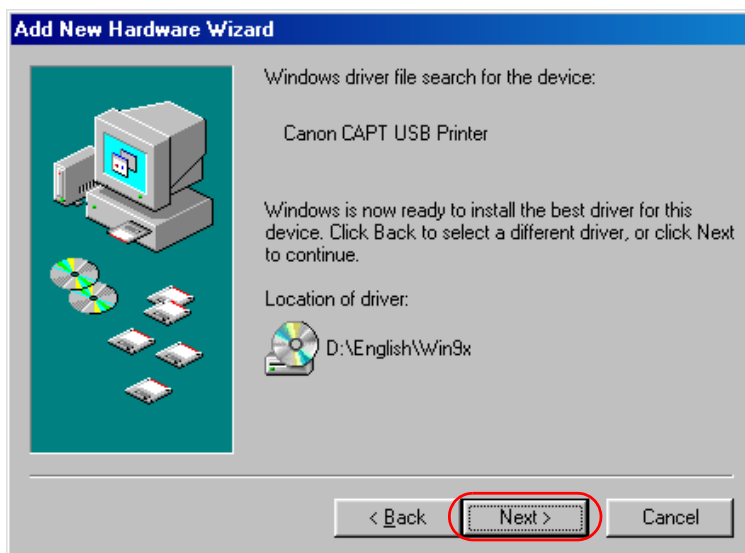 Add New Hardware Wizard
Windows driver file search for the device:
Canon CAPT USB Printer
Windows is now ready to install the best driver for this
device. Click Back to select a different driver, or click Next
to continue.
Location of driver:
D:\English\Win9x
< Back
Next >
Cancel